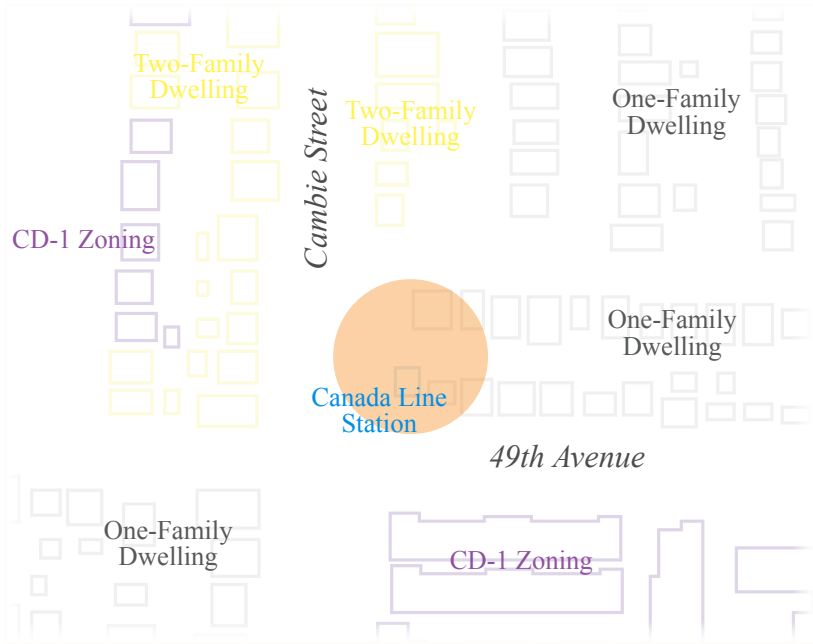 Two-Family
Dwelling
Cambie Street
Two-Family
Dwelling
One-Family
Dwelling
CD-1 Zoning
One-Family
Dwelling
Canada Line
Station
49th Avenue
One-Family
Dwelling
CD-1 Zoning